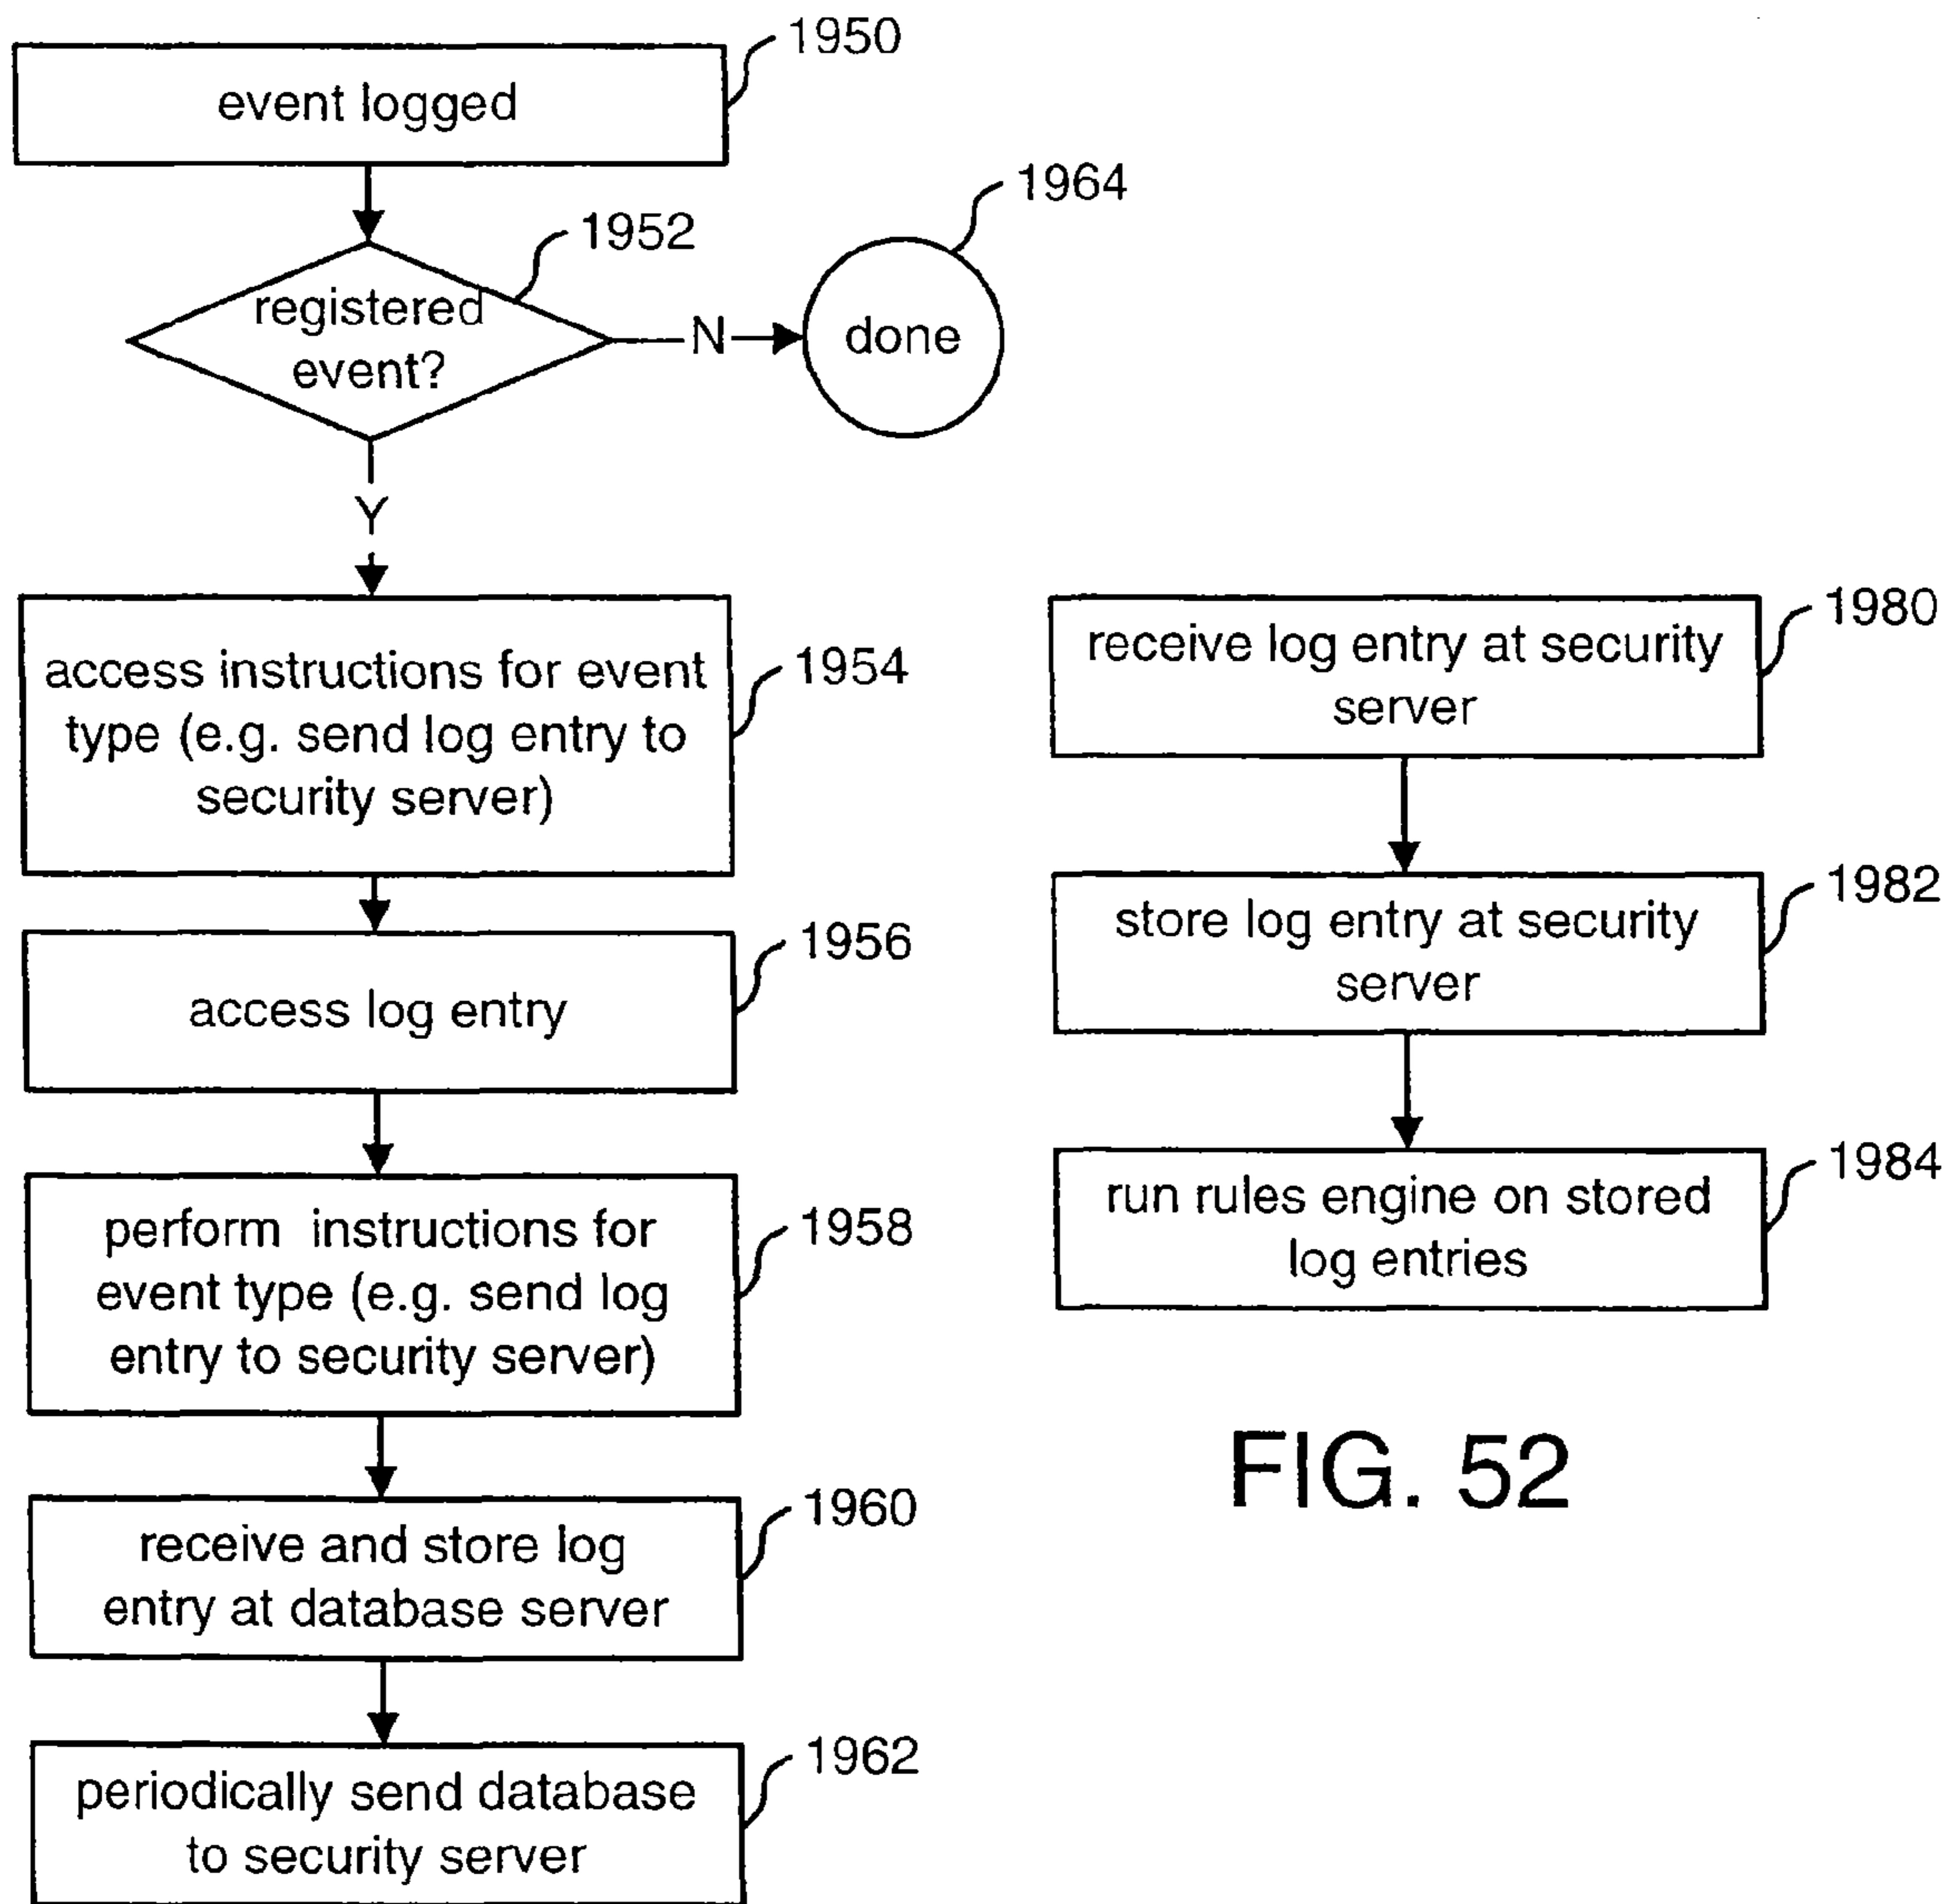 1950
event logged
1964
1952
registered
event?
N
done
Y
access instructions for event
type (e.g. send log entry to
security server)
1954
1956
access log entry
perform instructions for
event type (e.g. send log
entry to security server)
1958
1960
receive and store log
entry at database server
1962
periodically send database
to security server
1980
receive log entry at security
server
1982
store log entry at security
server
1984
run rules engine on stored
log entries
FIG. 52